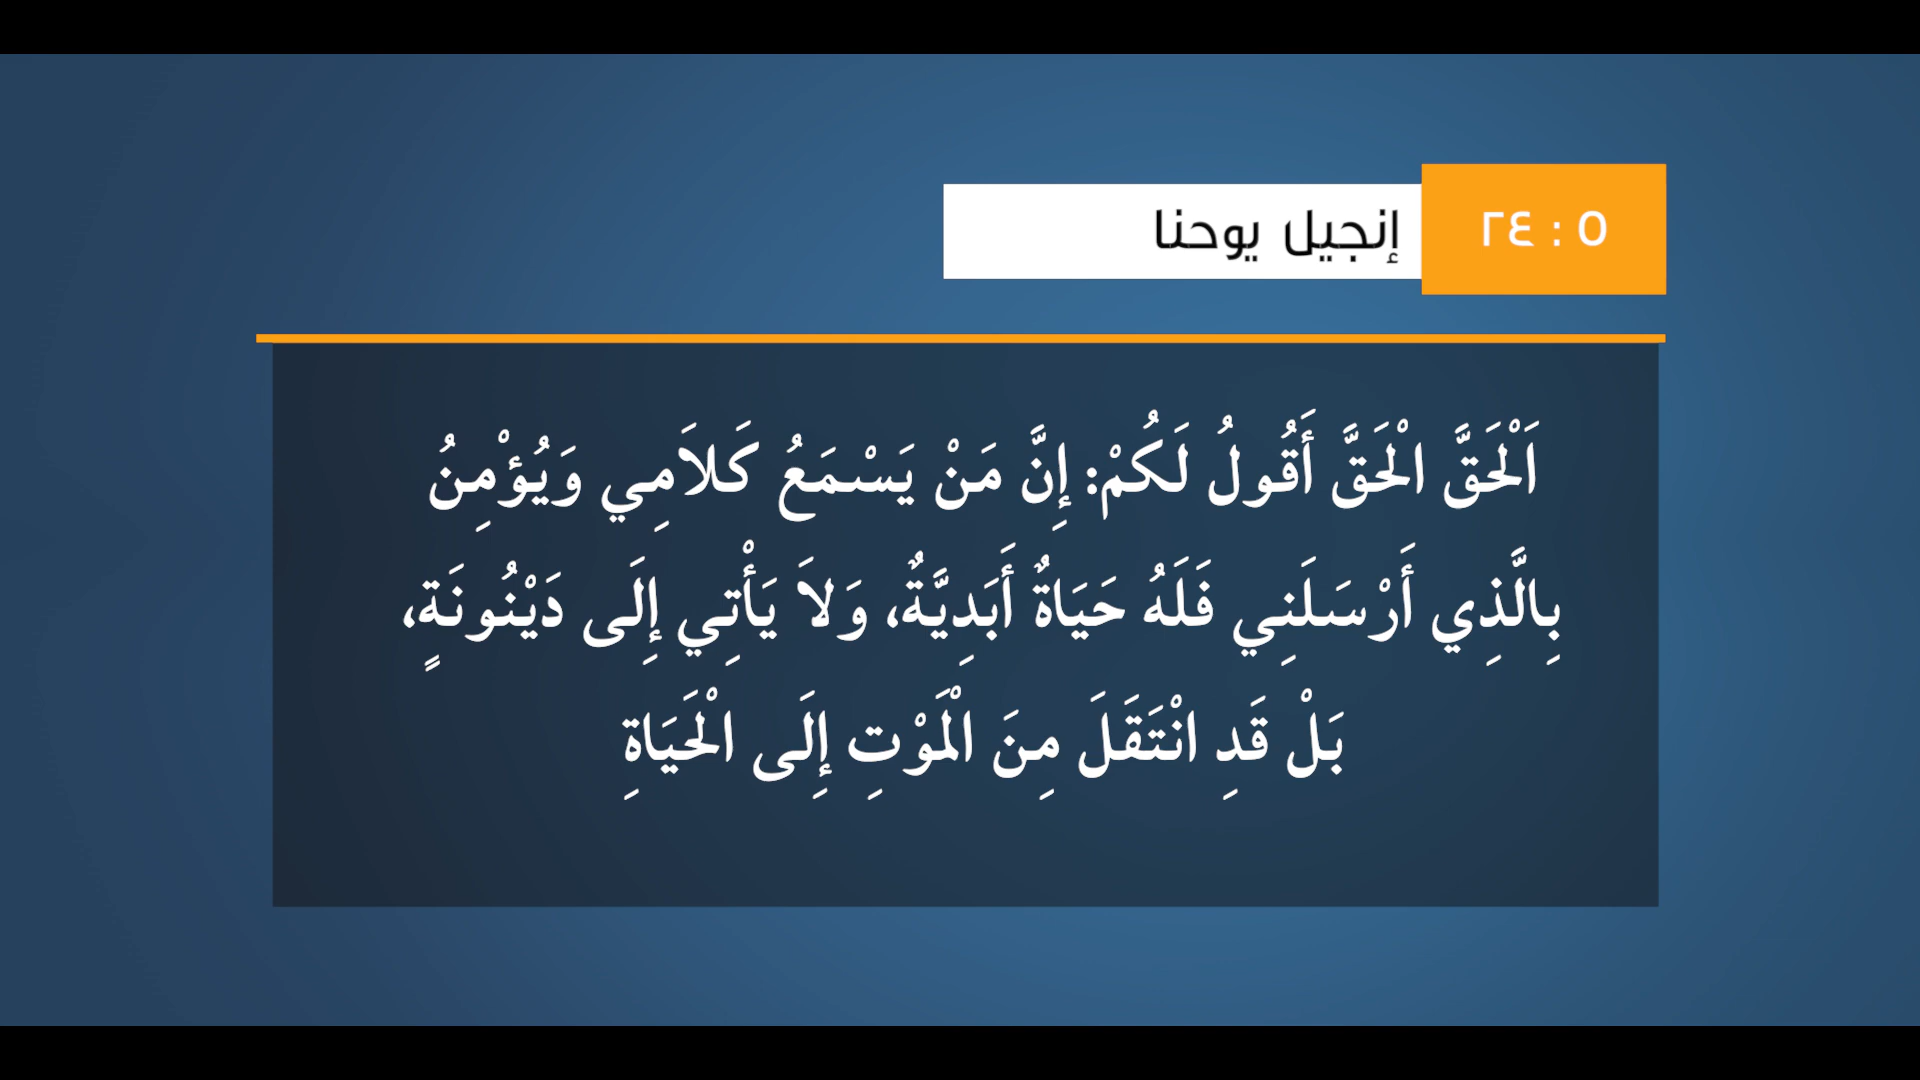 ٥ : ٢٤
إنجيل يوحنا
اَلْحَقَّ الْحَقَّ أَقُولُ لَكُمْ: إِنَّ مَنْ يَسْمَعُ كَلاَمِي وَيُؤْمِنُ
بِالَّذِي أَرْسَلَنِي فَلَهُ حَيَاةٌ أَبَدِيَّةٌ، وَلاَ يَأْتِي إِلَى دَيْنُونَةٍ،
بَلْ قَدِ انْتَقَلَ مِنَ الْمَوْتِ إِلَى الْحَيَاةِ